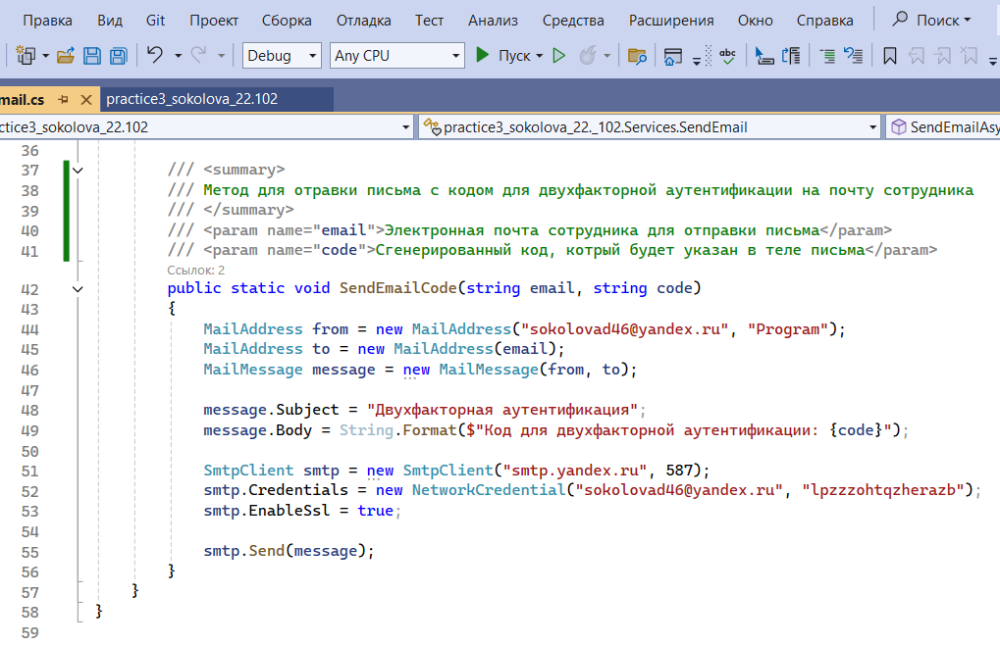 Правка Вид Git Проект Сборка Отладка Тест Анализ Средства Расширения Окно Справка Поиск
Debug Any CPU Пуск abc
mail.cs practice3_sokolova_22.102
ctice3_sokolova_22.102 practice3_sokolova_22._102.Services.SendEmail SendEmailAsy
36
37 /// <summary>
38 /// Метод для отравки письма с кодом для двухфакторной аутентификации на почту сотрудника
39 /// </summary>
40 /// <param name="email">Электронная почта сотрудника для отправки письма</param>
41 /// <param name="code">Сгенерированный код, котрый будет указан в теле письма</param>
Ссылок: 2
42 public static void SendEmailCode(string email, string code)
43 {
44 MailAddress from = new MailAddress("sokolovad46@yandex.ru", "Program");
45 MailAddress to = new MailAddress(email);
46 MailMessage message = new MailMessage(from, to);
47
48 message.Subject = "Двухфакторная аутентификация";
49 message.Body = String.Format($"Код для двухфакторной аутентификации: {code}");
50
51 SmtpClient smtp = new SmtpClient("smtp.yandex.ru", 587);
52 smtp.Credentials = new NetworkCredential("sokolovad46@yandex.ru", "lpzzzohtqzherazb");
53 smtp.EnableSsl = true;
54
55 smtp.Send(message);
56 }
57 }
58 }
59